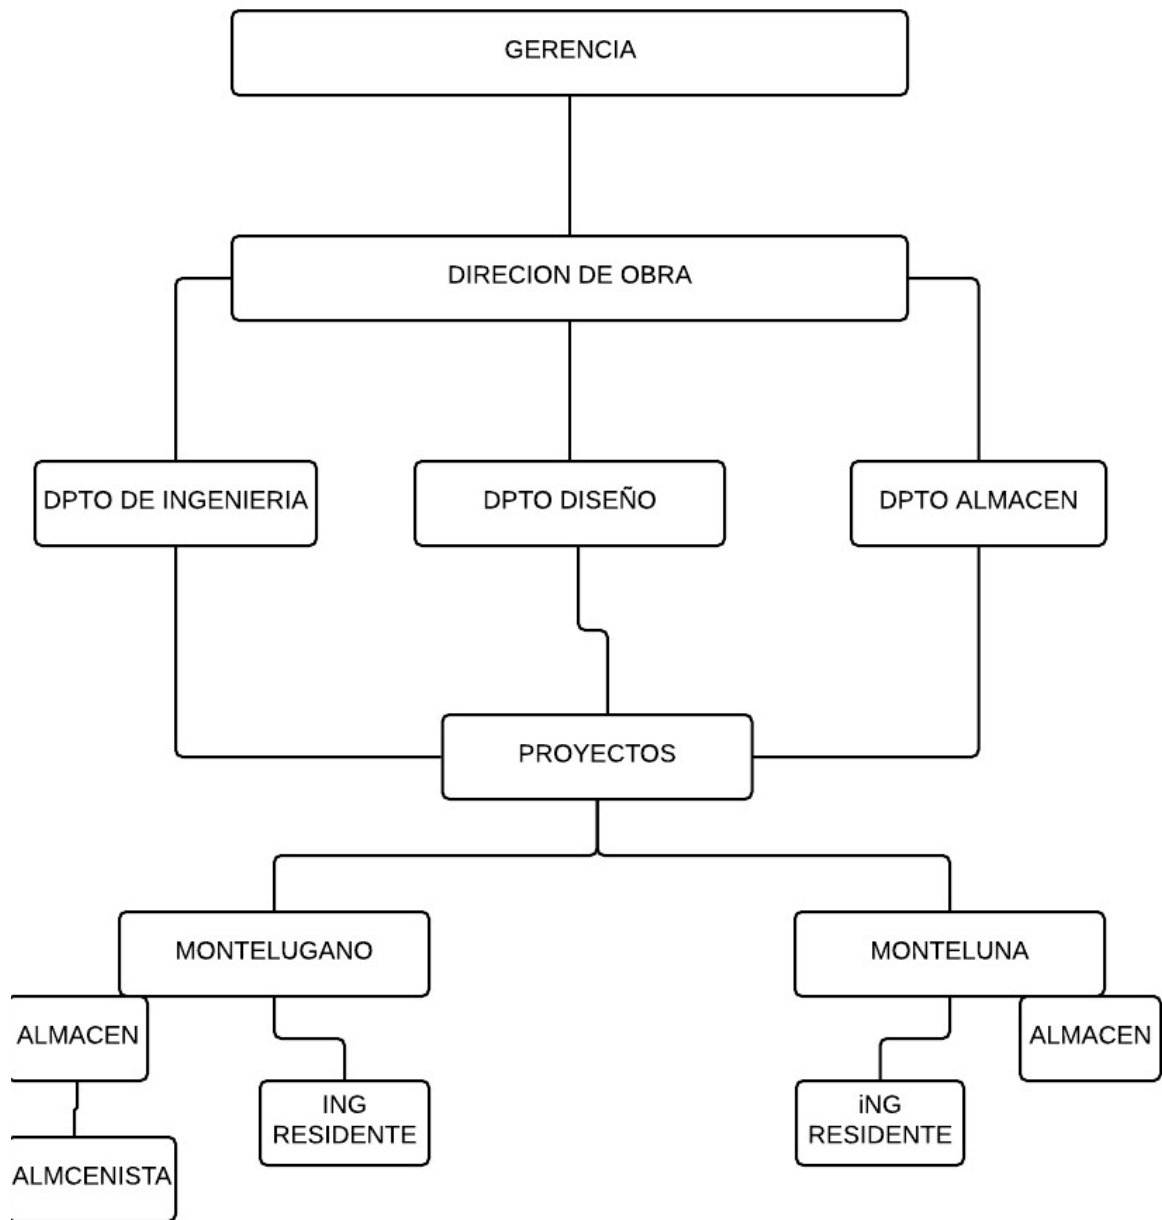 GERENCIA
DIRECION DE OBRA
DPTO DE INGENIERIA
DPTO DISEÑO
DPTO ALMACEN
PROYECTOS
MONTELUGANO
MONTELUNA
ALMACEN
ALMACEN
ING
RESIDENTE
iNG
RESIDENTE
ALMCENISTA